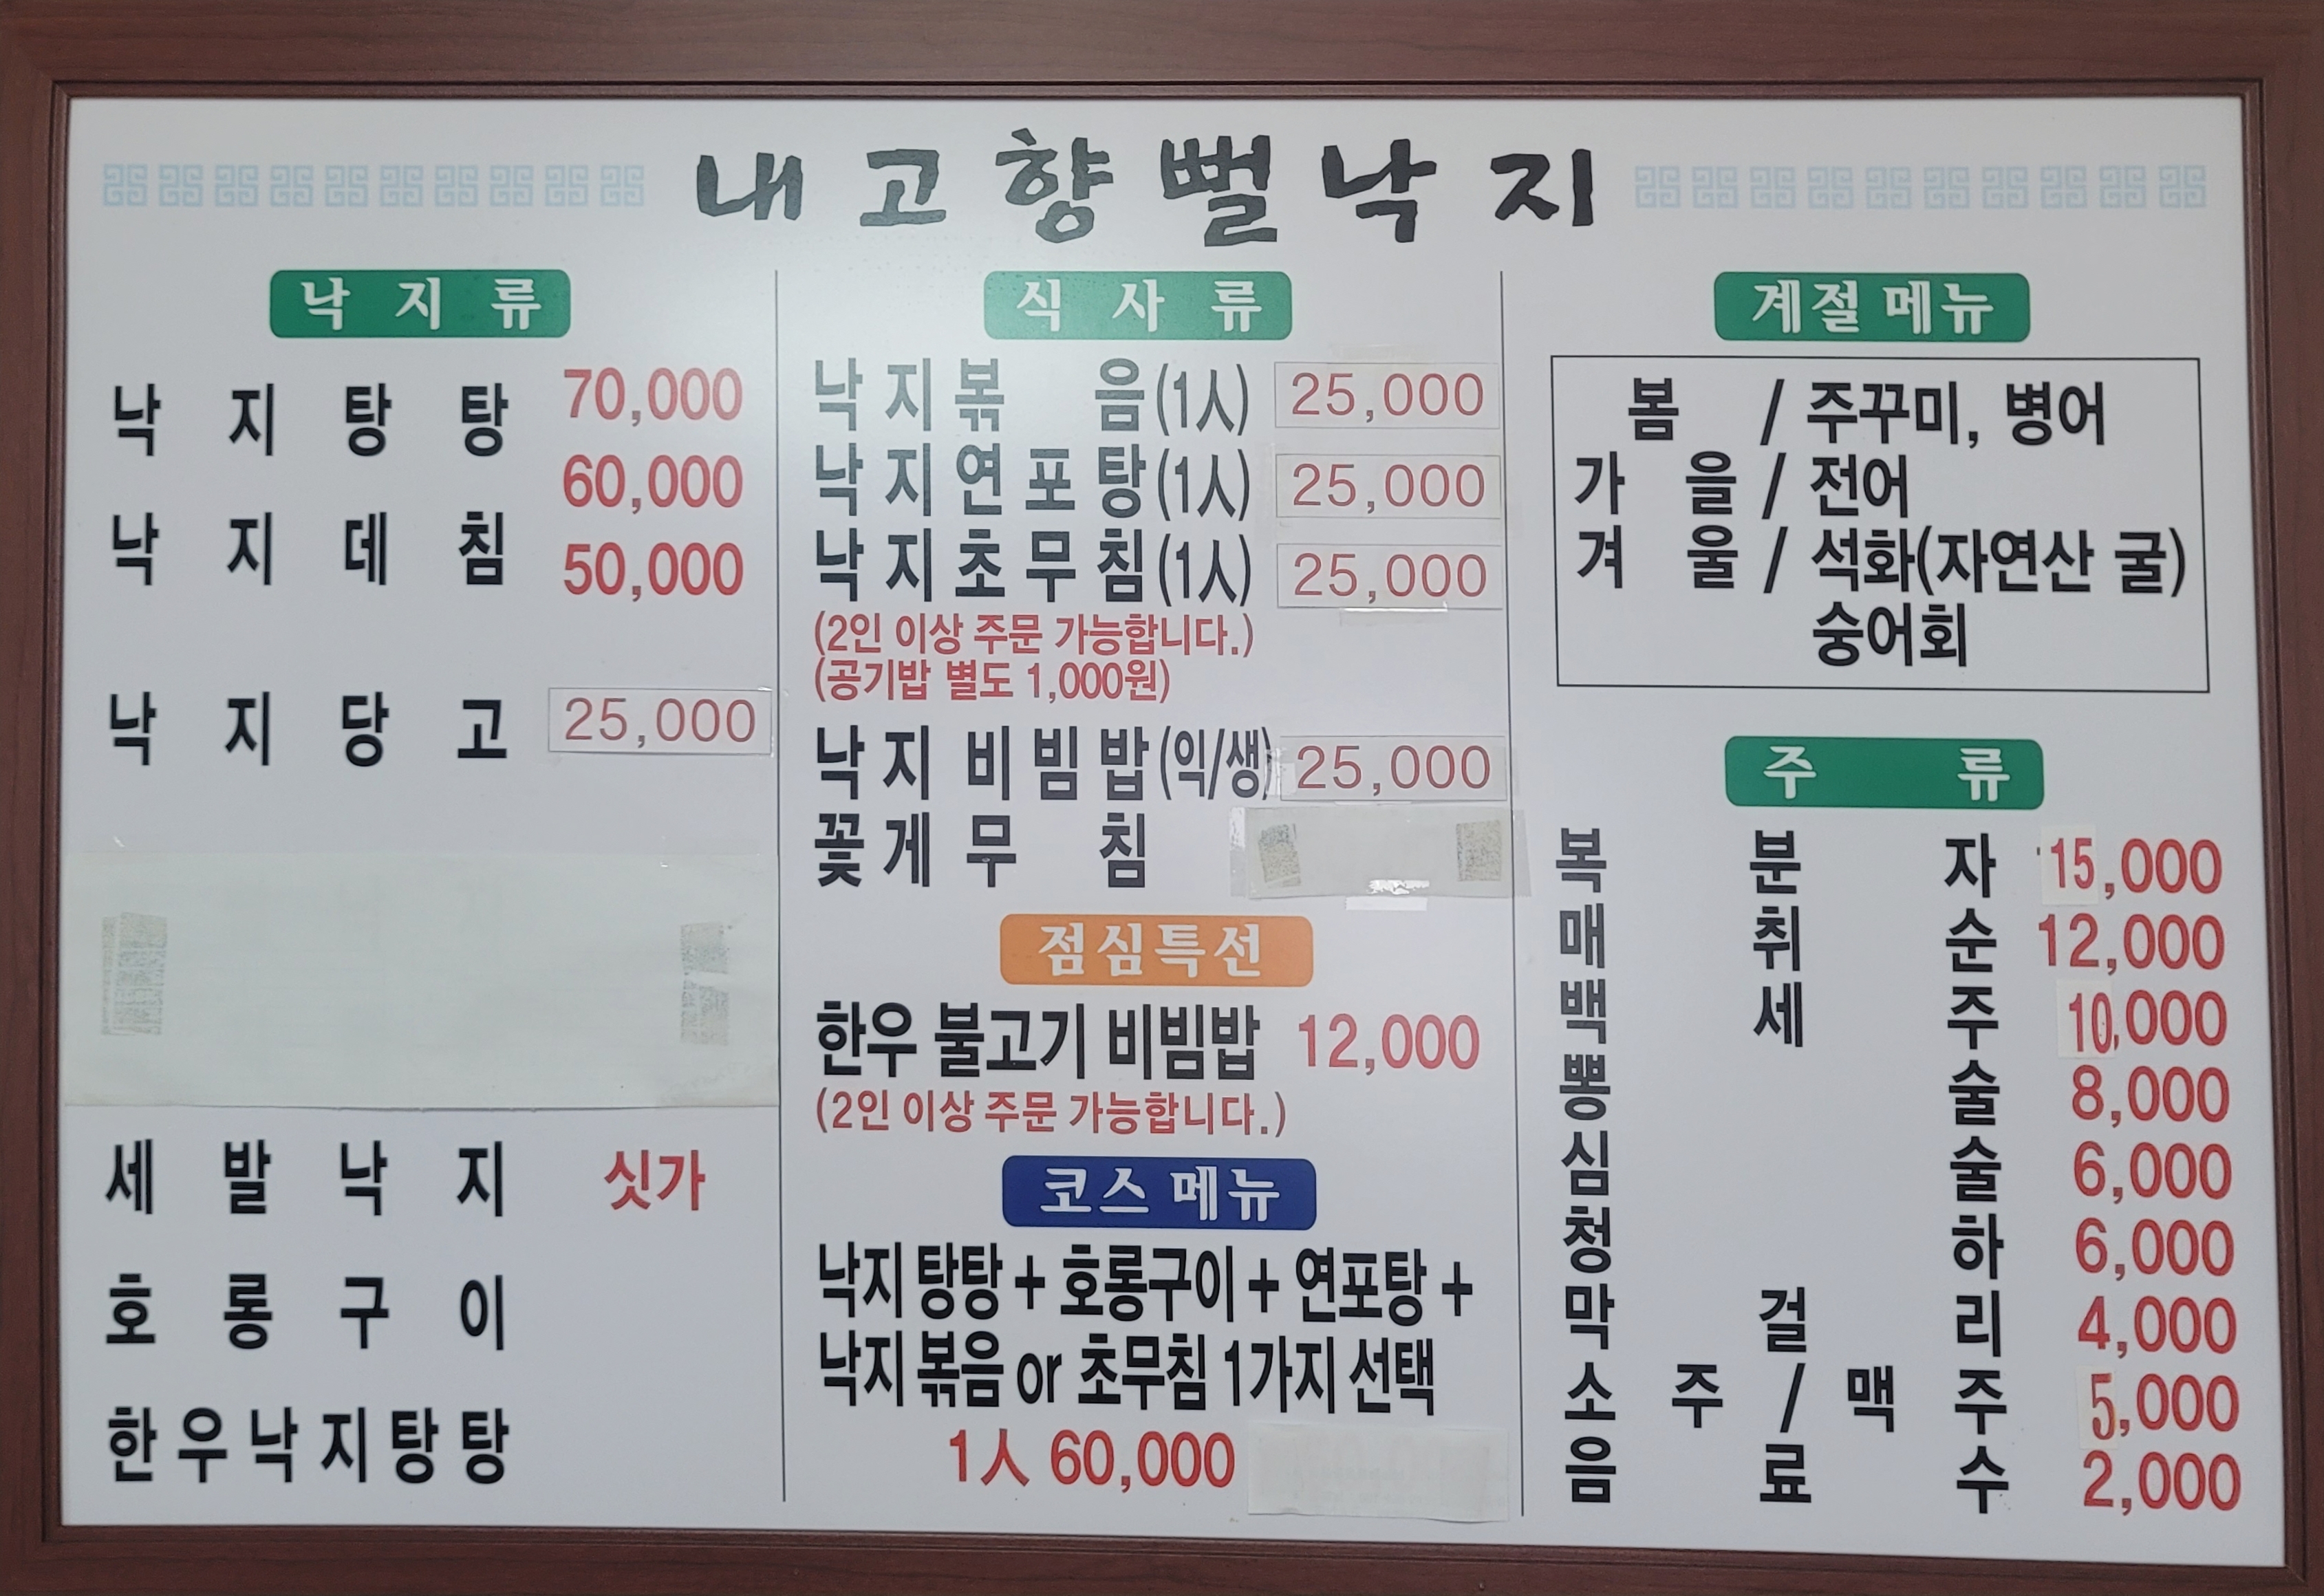 내고향뻘낙지
낙지류
낙지탕탕 70,000
60,000
낙지데침 50,000
낙지당고 25,000
세발낙지 싯가
호롱구이
한우낙지탕탕
식사류
낙지볶음(1人) 25,000
낙지연포탕(1人) 25,000
낙지초무침(1人) 25,000
(2인 이상 주문 가능합니다.)
(공기밥 별도 1,000원)
낙지비빔밥(익/생) 25,000
꽃게무침
점심특선
한우 불고기 비빔밥 12,000
(2인 이상 주문 가능합니다.)
코스 메뉴
낙지 탕탕 + 호롱구이 + 연포탕 +
낙지 볶음 or 초무침 1가지 선택
1人 60,000
계절 메뉴
봄 / 주꾸미, 병어
가을 / 전어
겨울 / 석화(자연산 굴)
숭어회
주류
복분자 15,000
매취순 12,000
백세주 10,000
뽕술 8,000
심술 6,000
청하 6,000
막걸리 4,000
소주/맥주 5,000
음료수 2,000